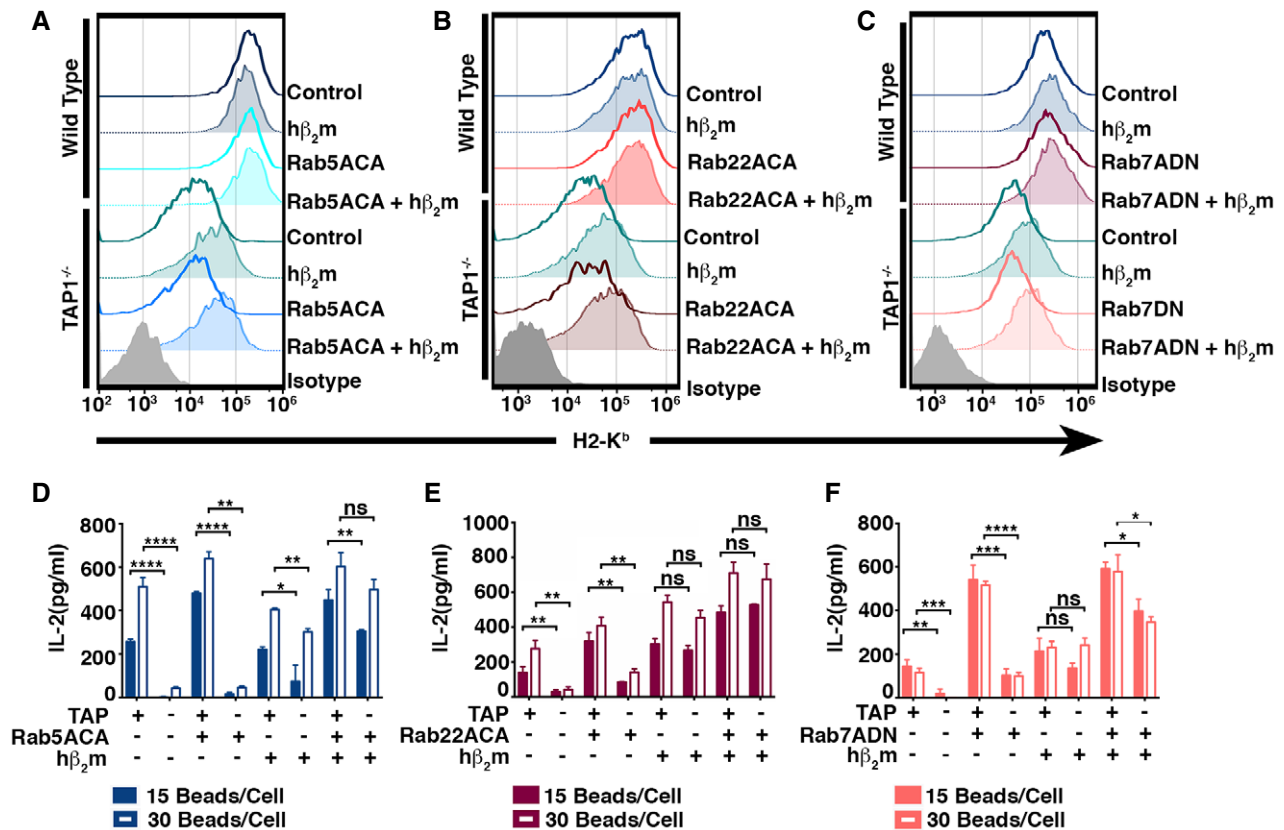 A
Wild Type
TAP1-/-
Control
hβ2m
Rab5ACA
Rab5ACA + hβ2m
Control
hβ2m
Rab5ACA
Rab5ACA + hβ2m
Isotype
10² 10³ 10⁴ 10⁵ 10⁶
B
Wild Type
TAP1-/-
Control
hβ2m
Rab22ACA
Rab22ACA + hβ2m
Control
hβ2m
Rab22ACA
Rab22ACA + hβ2m
Isotype
10³ 10⁴ 10⁵ 10⁶
C
Wild Type
TAP1-/-
Control
hβ2m
Rab7ADN
Rab7ADN + hβ2m
Control
hβ2m
Rab7DN
Rab7ADN + hβ2m
Isotype
10³ 10⁴ 10⁵ 10⁶
H2-Kᵇ
D
IL-2(pg/ml)
800
600
400
200
0
**** **** **** ** * ** ** ns
TAP + - + - + - + -
Rab5ACA - - + + - - + +
hβ2m - - - - + + + +
15 Beads/Cell
30 Beads/Cell
E
IL-2(pg/ml)
1000
800
600
400
200
0
** ** ** ** ns ns ns ns
TAP + - + - + - + -
Rab22ACA - - + + - - + +
hβ2m - - - - + + + +
15 Beads/Cell
30 Beads/Cell
F
IL-2(pg/ml)
800
600
400
200
0
** *** *** **** ns ns * *
TAP + - + - + - + -
Rab7ADN - - + + - - + +
hβ2m - - - - + + + +
15 Beads/Cell
30 Beads/Cell